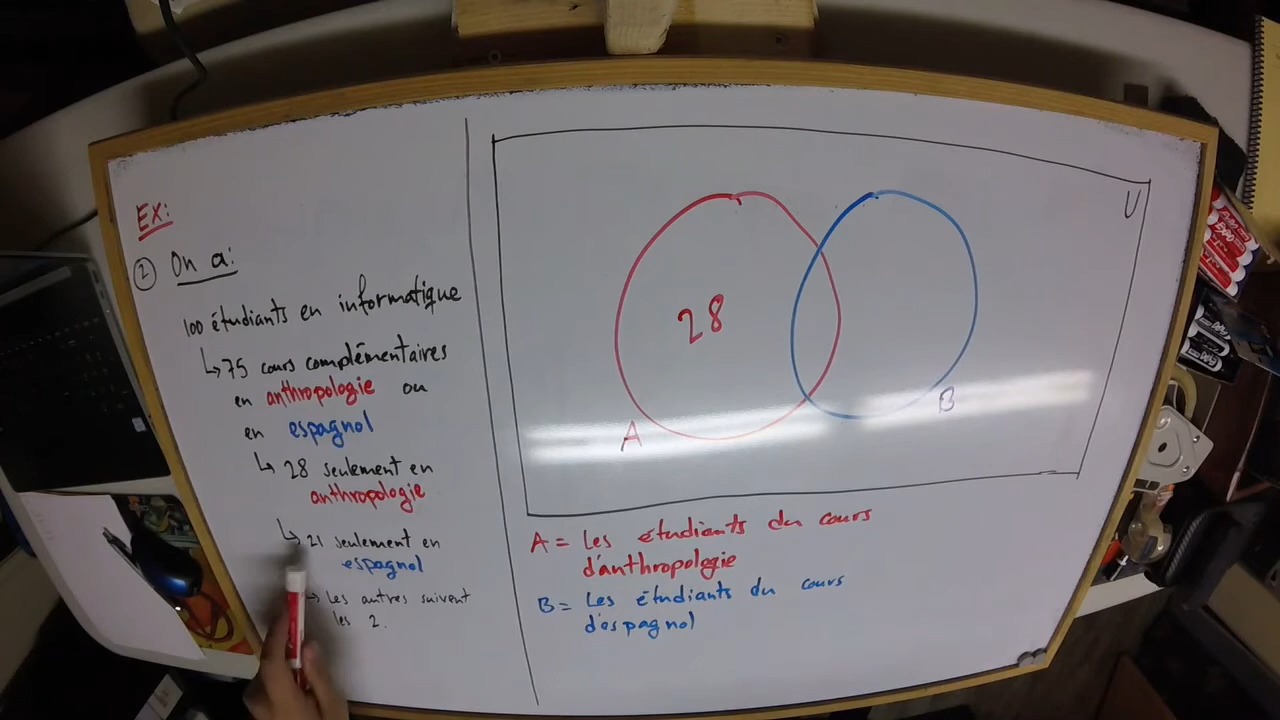 EX:
2 On a:
100 étudiants en informatique
↳ 75 cours complémentaires
en anthropologie ou
en espagnol
↳ 28 seulement en
anthropologie
↳ 21 seulement en
espagnol
↳ Les autres suivent
les 2.
U
28
A
B
A = Les étudiants du cours
d'anthropologie
B = Les étudiants du cours
d'espagnol
EXPO